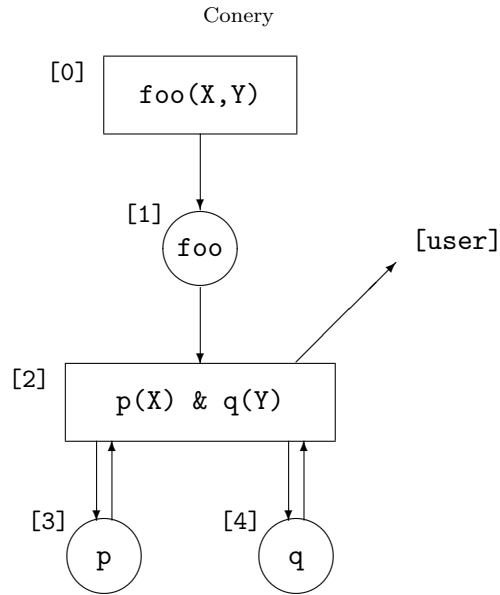 Conery
[0]
foo(X,Y)
[1]
foo
[user]
[2]
p(X) & q(Y)
[3]
[4]
p
q